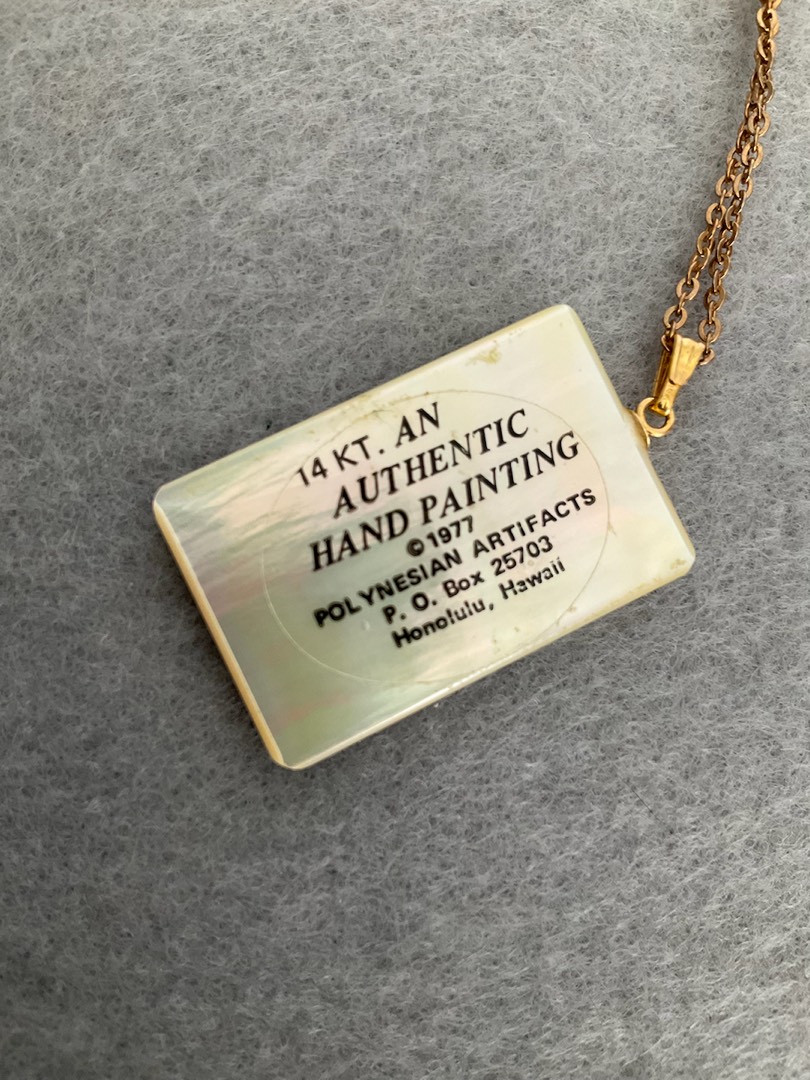 14 KT. AN
AUTHENTIC
HAND PAINTING
©1977
POLYNESIAN ARTIFACTS
P. O. Box 25703
Honolulu, Hawaii